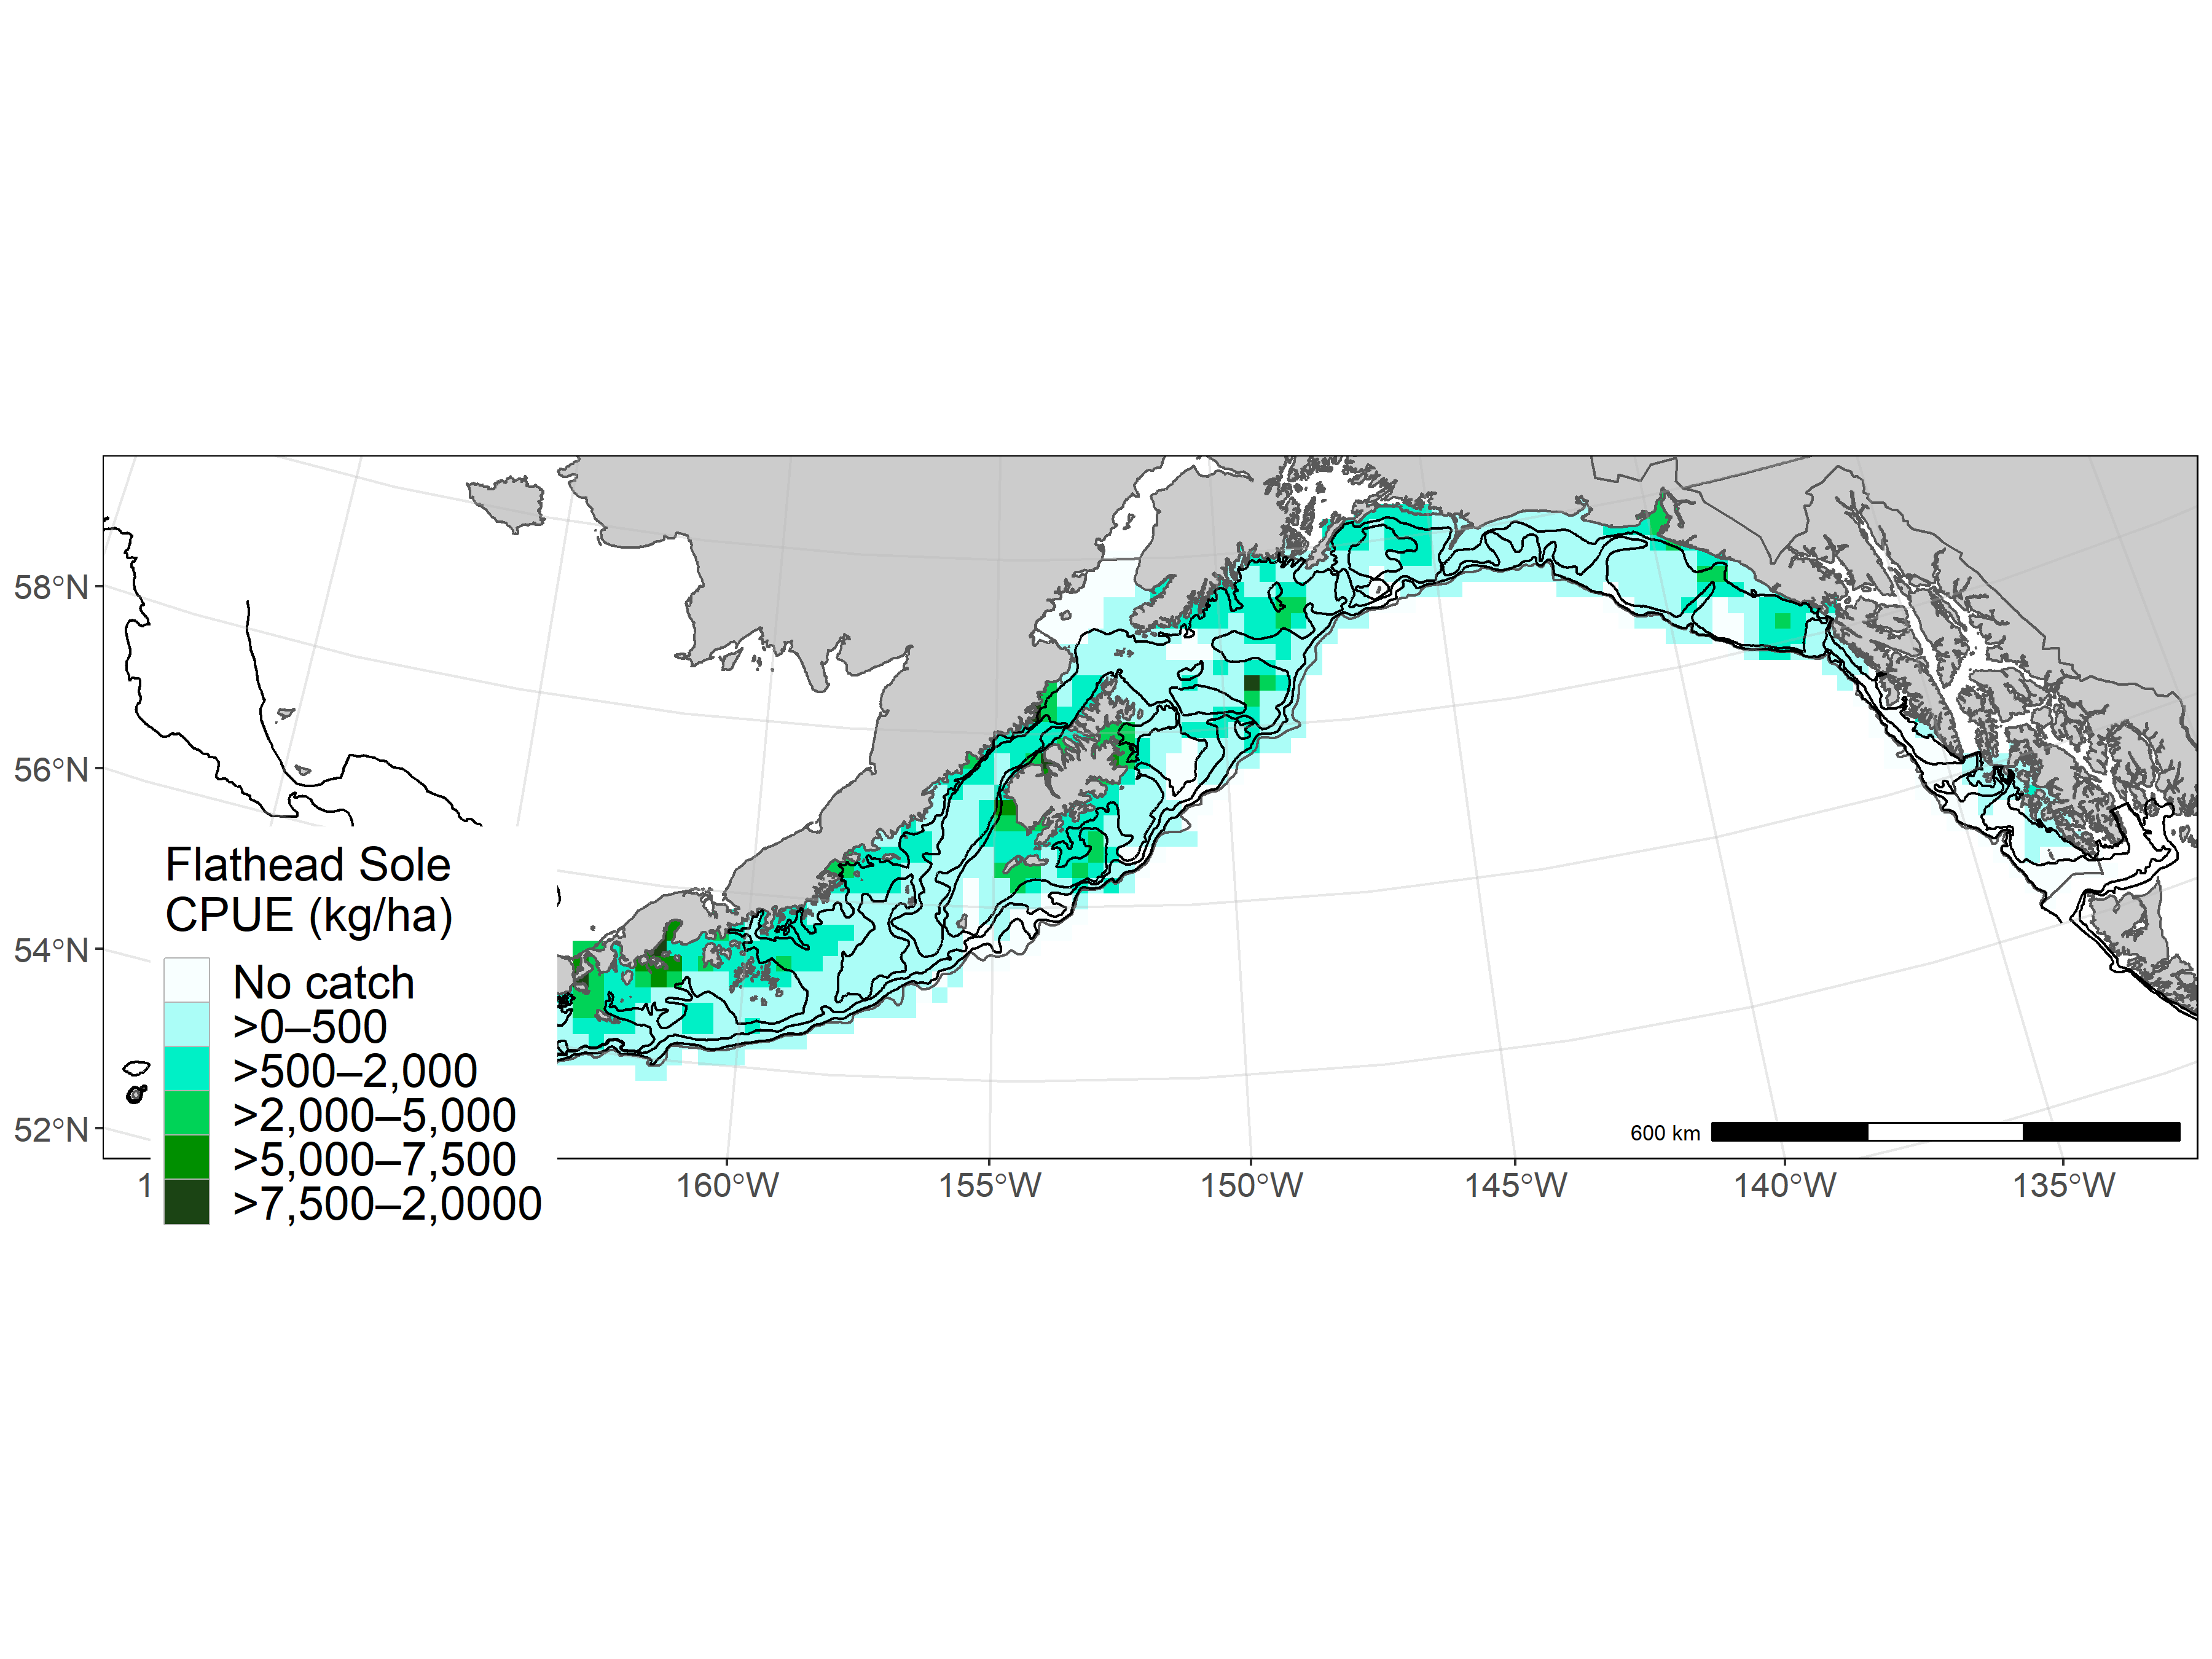 58°N
56°N
54°N
52°N
Flathead Sole
CPUE (kg/ha)
No catch
>0–500
>500–2,000
>2,000–5,000
>5,000–7,500
>7,500–2,0000
600 km
1
160°W
155°W
150°W
145°W
140°W
135°W